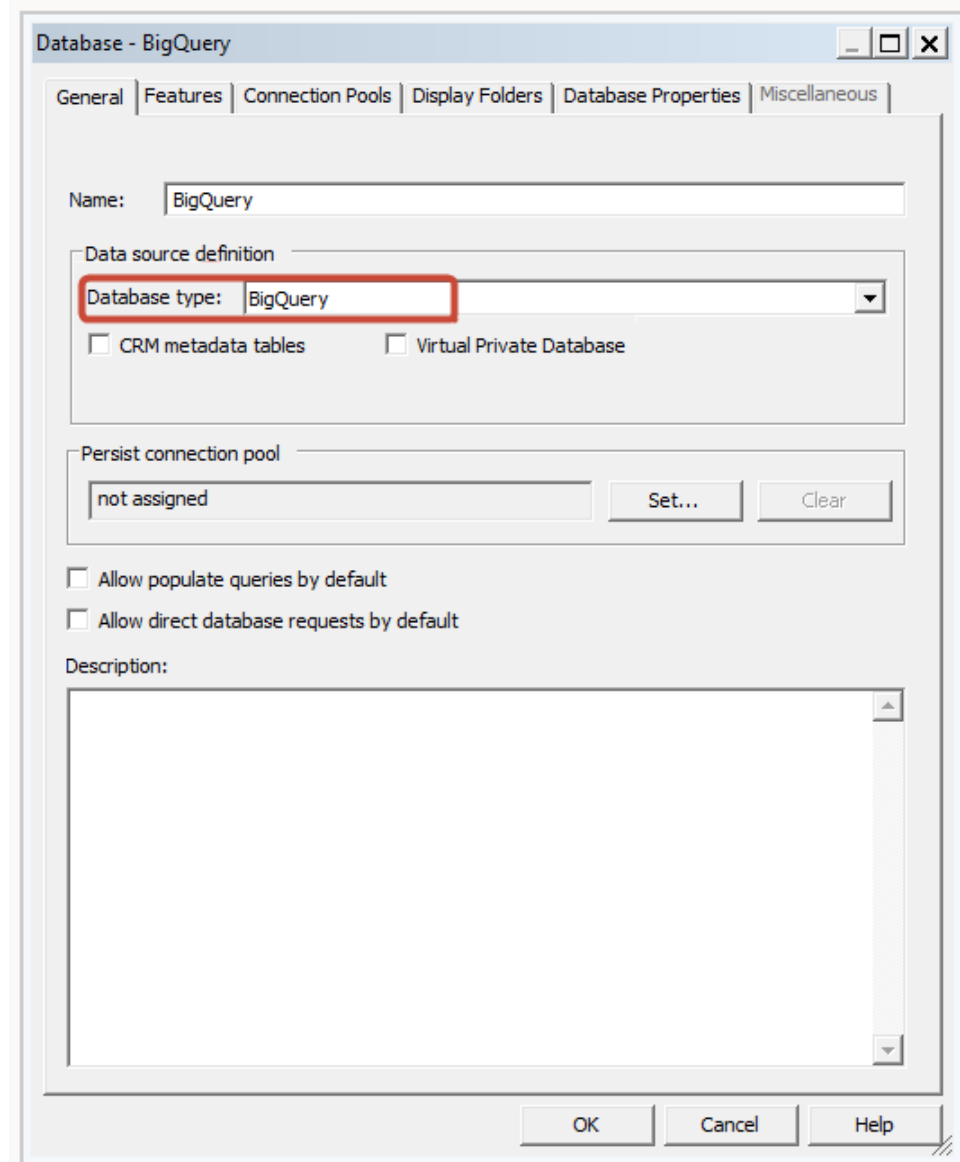 Database - BigQuery
General Features Connection Pools Display Folders Database Properties Miscellaneous
Name: BigQuery
Data source definition
Database type: BigQuery
CRM metadata tables Virtual Private Database
Persist connection pool
not assigned Set... Clear
Allow populate queries by default
Allow direct database requests by default
Description:
OK Cancel Help